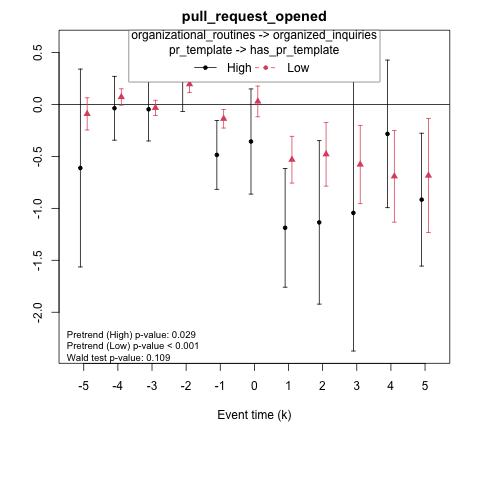 pull_request_opened
organizational_routines -> organized_inquiries
pr_template -> has_pr_template
High Low
0.5
0.0
-0.5
-1.0
-1.5
-2.0
Pretrend (High) p-value: 0.029
Pretrend (Low) p-value < 0.001
Wald test p-value: 0.109
-5 -4 -3 -2 -1 0 1 2 3 4 5
Event time (k)